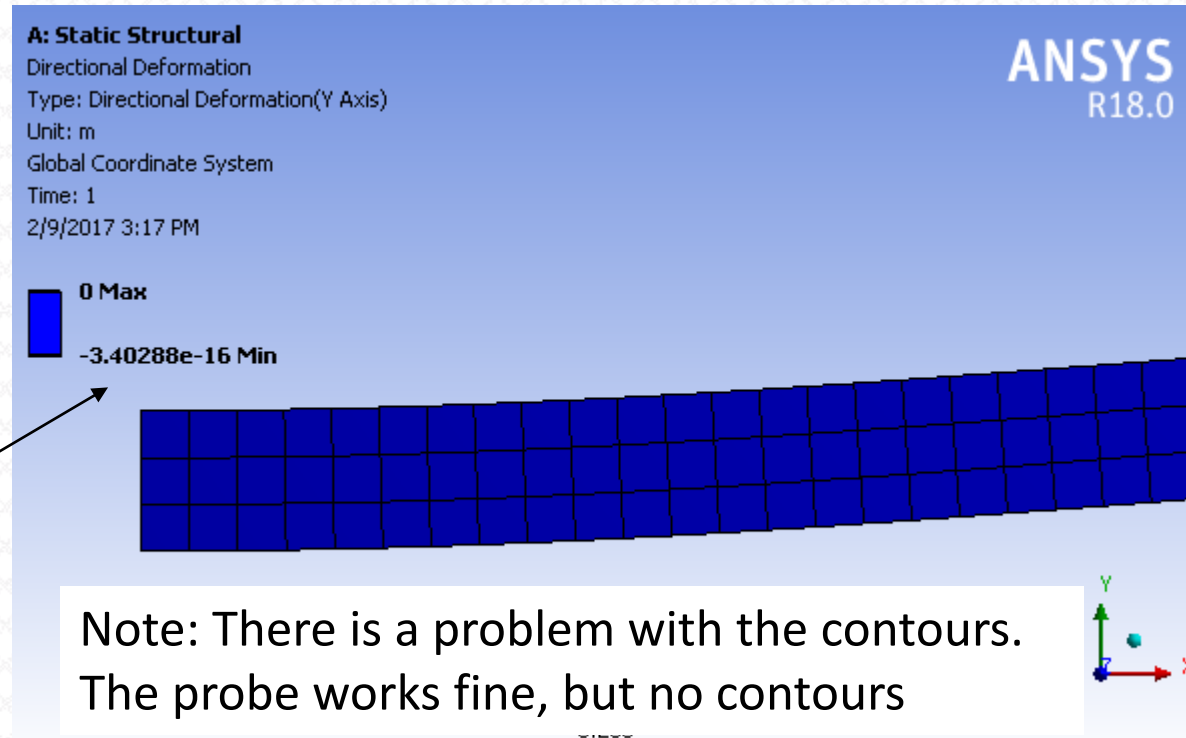 A: Static Structural
Directional Deformation
Type: Directional Deformation(Y Axis)
Unit: m
Global Coordinate System
Time: 1
2/9/2017 3:17 PM
ANSYS
R18.0
0 Max
-3.40288e-16 Min
Note: There is a problem with the contours.
The probe works fine, but no contours
Y
Z
X